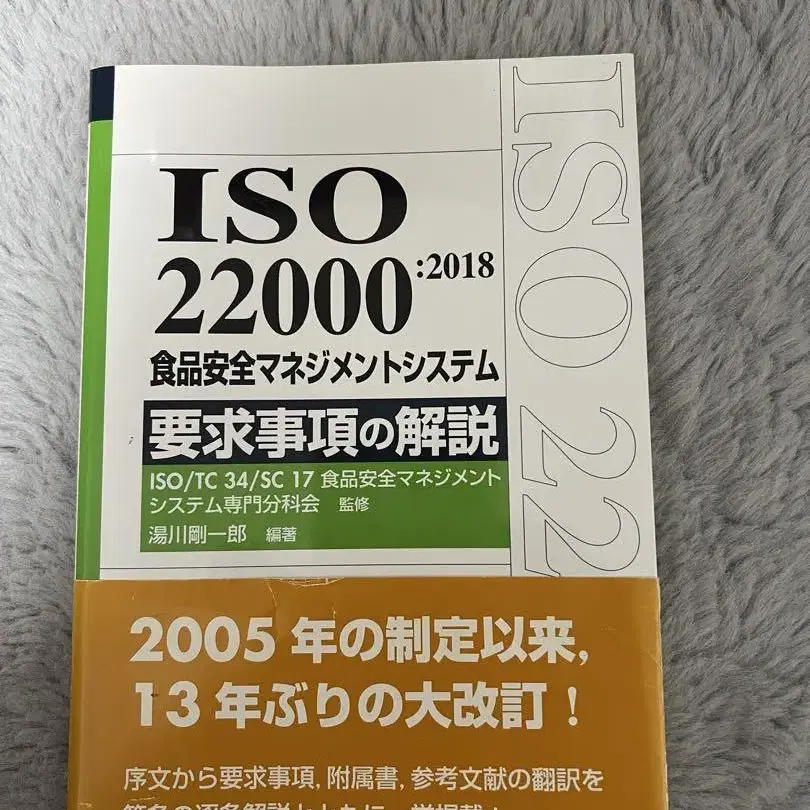 ISO
22000:2018
食品安全マネジメントシステム
要求事項の解説
ISO/TC 34/SC 17 食品安全マネジメント
システム専門分科会 監修
湯川剛一郎 編著
ISO 22
2005 年の制定以来,
13 年ぶりの大改訂!
序文から要求事項, 附属書, 参考文献の翻訳を